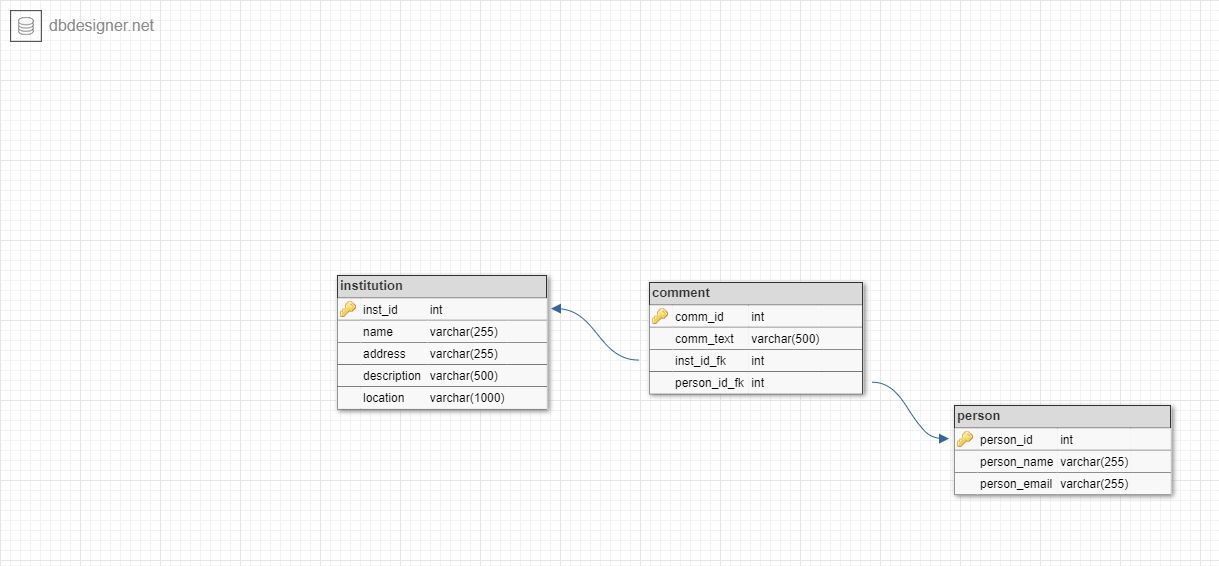 dbdesigner.net
institution
inst_id int
name varchar(255)
address varchar(255)
description varchar(500)
location varchar(1000)
comment
comm_id int
comm_text varchar(500)
inst_id_fk int
person_id_fk int
person
person_id int
person_name varchar(255)
person_email varchar(255)